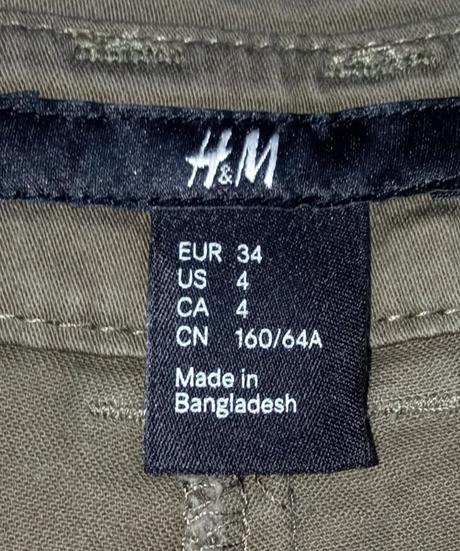 H&M
EUR 34
US 4
CA 4
CN 160/64A
Made in
Bangladesh